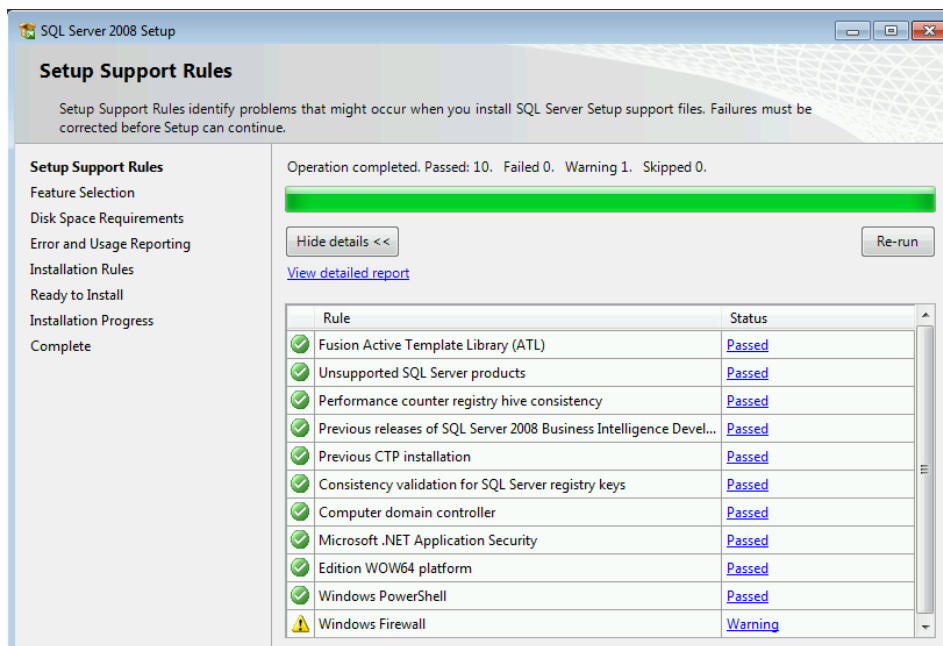 SQL Server 2008 Setup
Setup Support Rules
Setup Support Rules identify problems that might occur when you install SQL Server Setup support files. Failures must be
corrected before Setup can continue.
Setup Support Rules
Feature Selection
Disk Space Requirements
Error and Usage Reporting
Installation Rules
Ready to Install
Installation Progress
Complete
Operation completed. Passed: 10. Failed 0. Warning 1. Skipped 0.
Hide details <<
Re-run
View detailed report
Rule Status
Fusion Active Template Library (ATL) Passed
Unsupported SQL Server products Passed
Performance counter registry hive consistency Passed
Previous releases of SQL Server 2008 Business Intelligence Devel... Passed
Previous CTP installation Passed
Consistency validation for SQL Server registry keys Passed
Computer domain controller Passed
Microsoft .NET Application Security Passed
Edition WOW64 platform Passed
Windows PowerShell Passed
Windows Firewall Warning